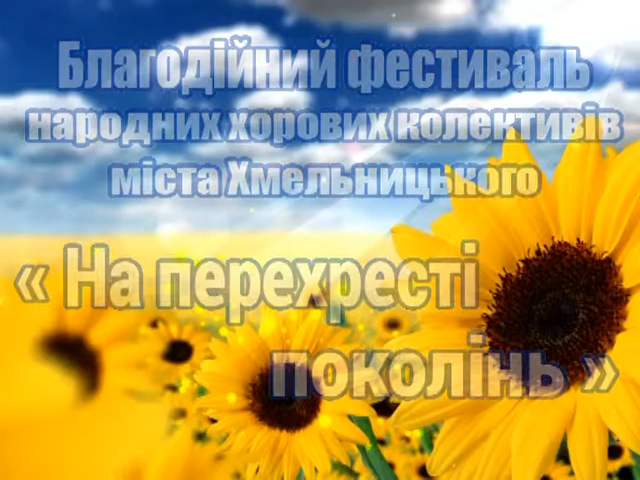 Благодійний фестиваль
народних хорових колективів
міста Хмельницького
« На перехресті
поколінь »